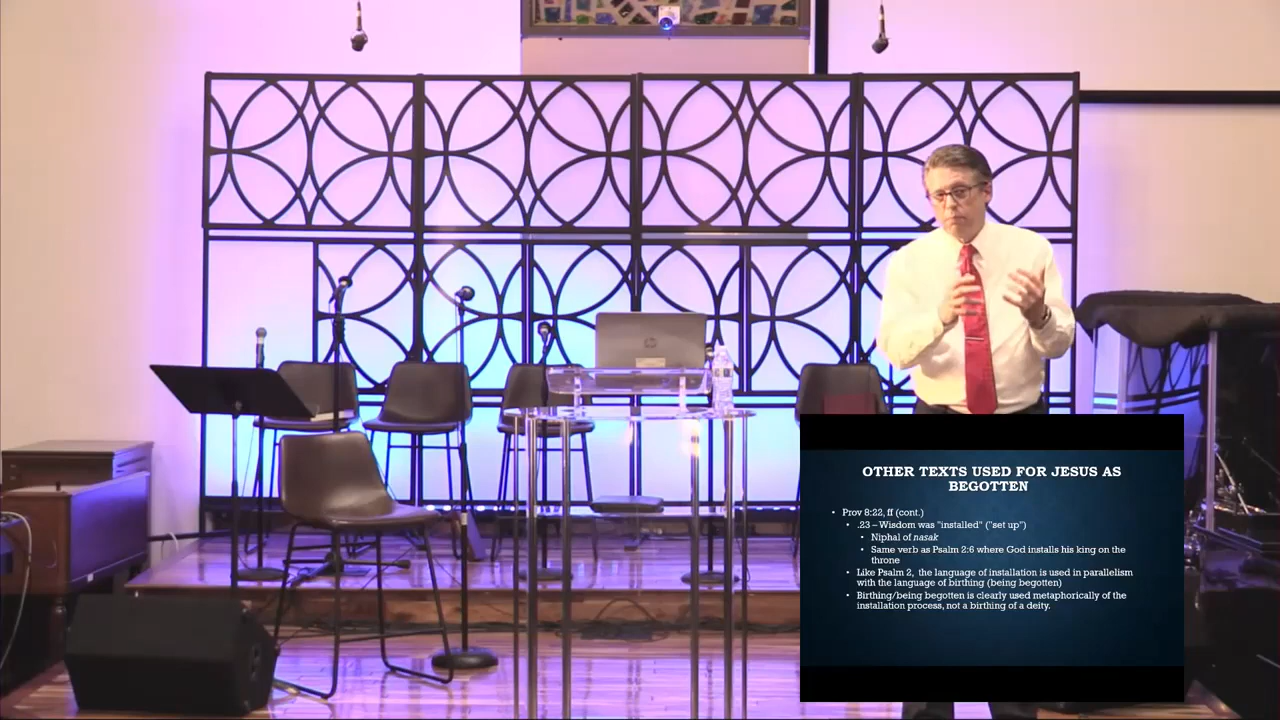 OTHER TEXTS USED FOR JESUS AS
BEGOTTEN
• Prov 8:22, ff (cont.)
• .23 – Wisdom was "installed" ("set up")
• Niphal of nasak
• Same verb as Psalm 2:6 where God installs his king on the
throne
• Like Psalm 2, the language of installation is used in parallelism
with the language of birthing (being begotten)
• Birthing/being begotten is clearly used metaphorically of the
installation process, not a birthing of a deity.
hp